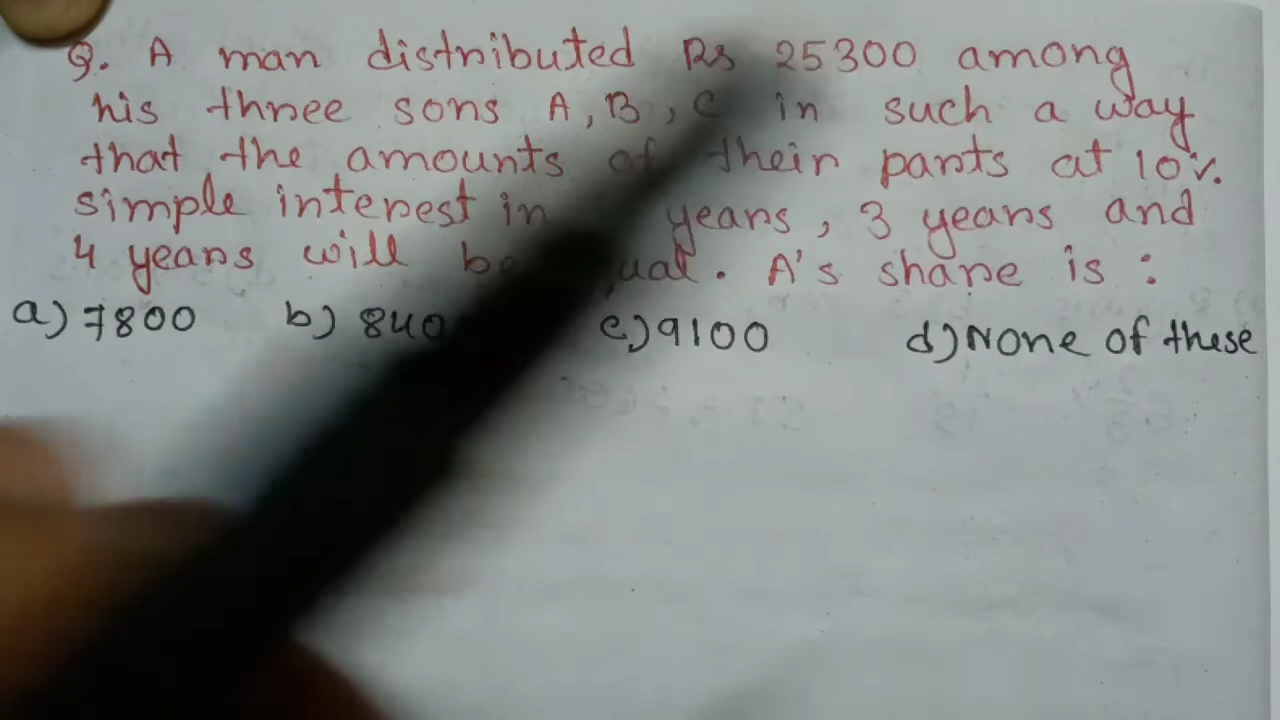 Q. A man distributed Rs 25300 among
his three sons A, B, C in such a way
that the amounts of their parts at 10%
simple interest in years, 3 years and
4 years will be A's share is :
a) 7800 b) c) 9100 d) None of these